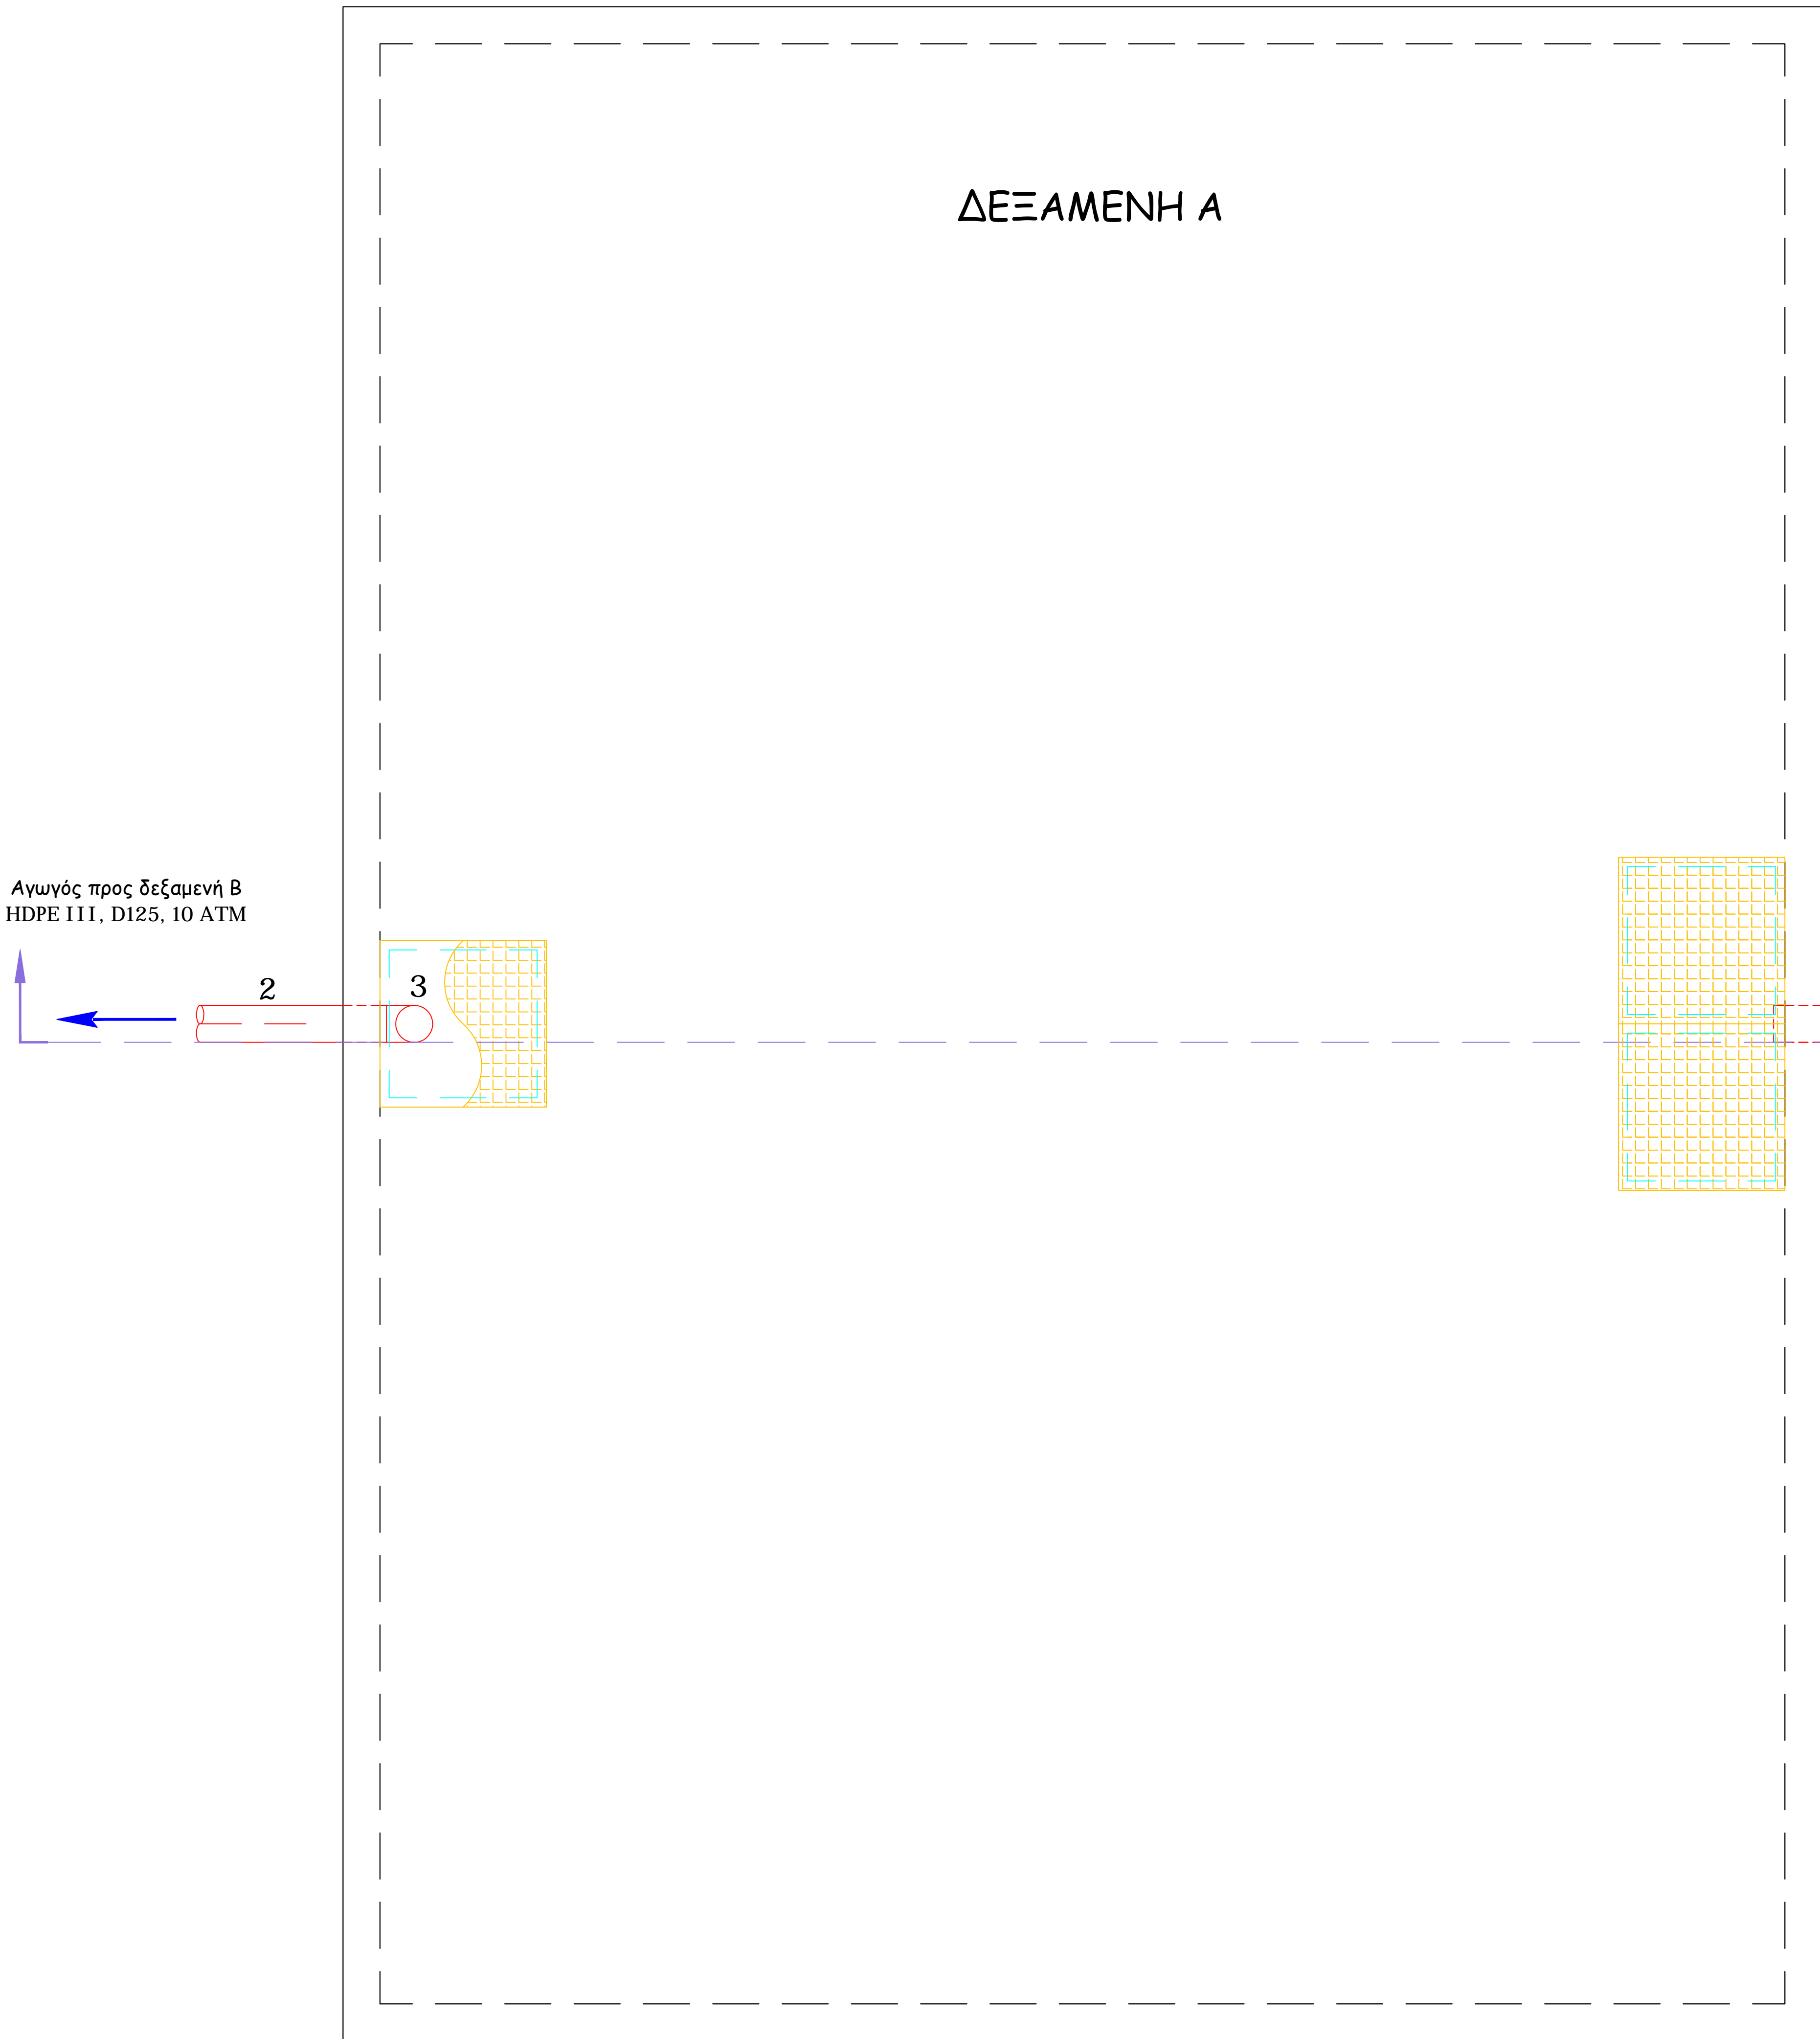 ΔΕΞΑΜΕΝΗ Α
Αγωγός προς δεξαμενή Β
HDPE III, D125, 10 ATM
2
3